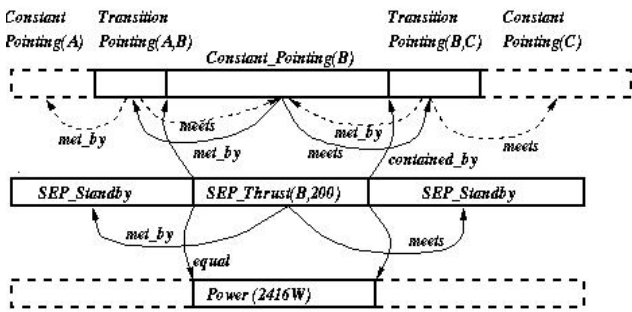 Constant Transition Transition Constant
Pointing(A) Pointing(A,B) Pointing(B,C) Pointing(C)
Constant_Pointing(B)
met_by meets met_by meets met_by meets
contained_by
SEP_Standby SEP_Thrust(B,200) SEP_Standby
met_by meets
equal
Power (2416W)